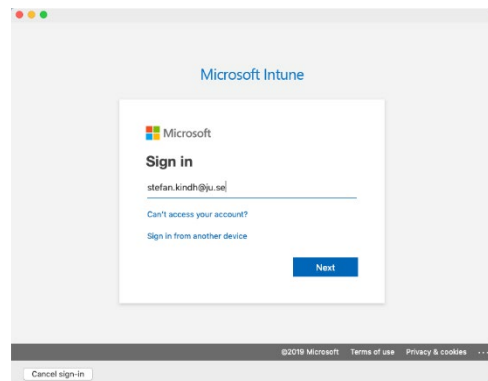 Microsoft Intune
Microsoft
Sign in
stefan.kindh@ju.se
Can't access your account?
Sign in from another device
Next
©2019 Microsoft Terms of use Privacy & cookies ...
Cancel sign-in